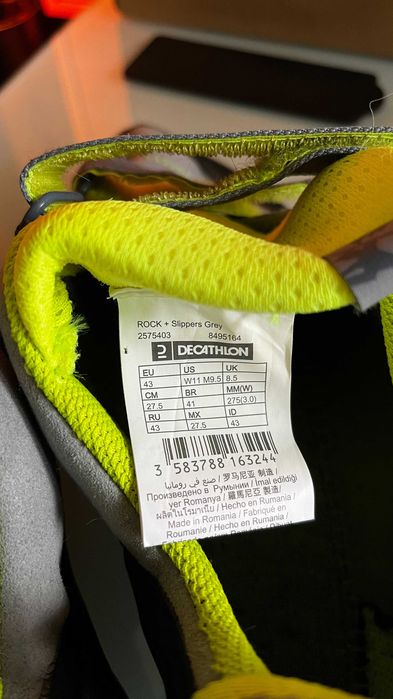 ROCK + Slippers Grey
2575403 8495164
DECATHLON
EU US UK
43 W11 M9.5 8.5
CM BR MM(W)
27.5 41 275(3.0)
RU MX ID
43 27.5 43
3 583788 163244
صنع في رومانيا / 罗马尼亚 制造 /
Произведено в Румынии / İmal edildiği
yer Romanya / 羅馬尼亞 製造 /
ผลิตในโรมาเนีย / Hecho en Rumania /
Made in Romania / Fabriqué en
Roumanie / Hecho en Rumania /